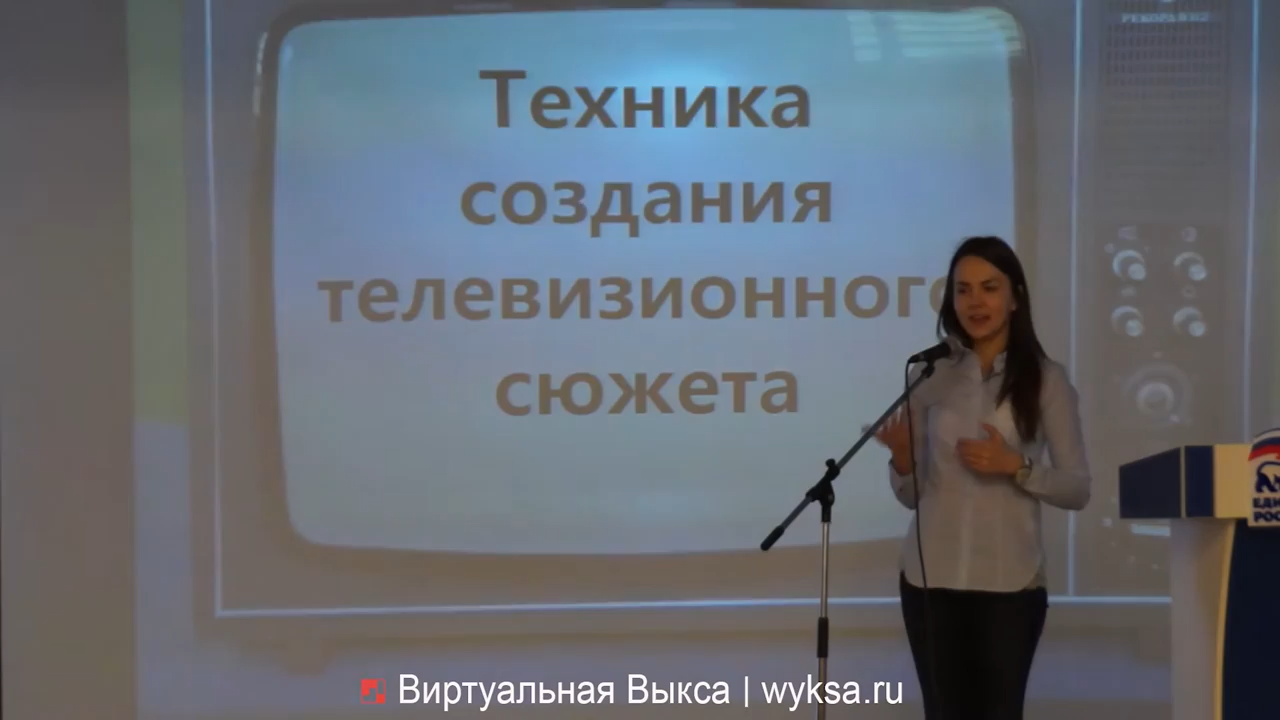 Техника
создания
телевизионного
сюжета
Виртуальная Выкса | wyksa.ru